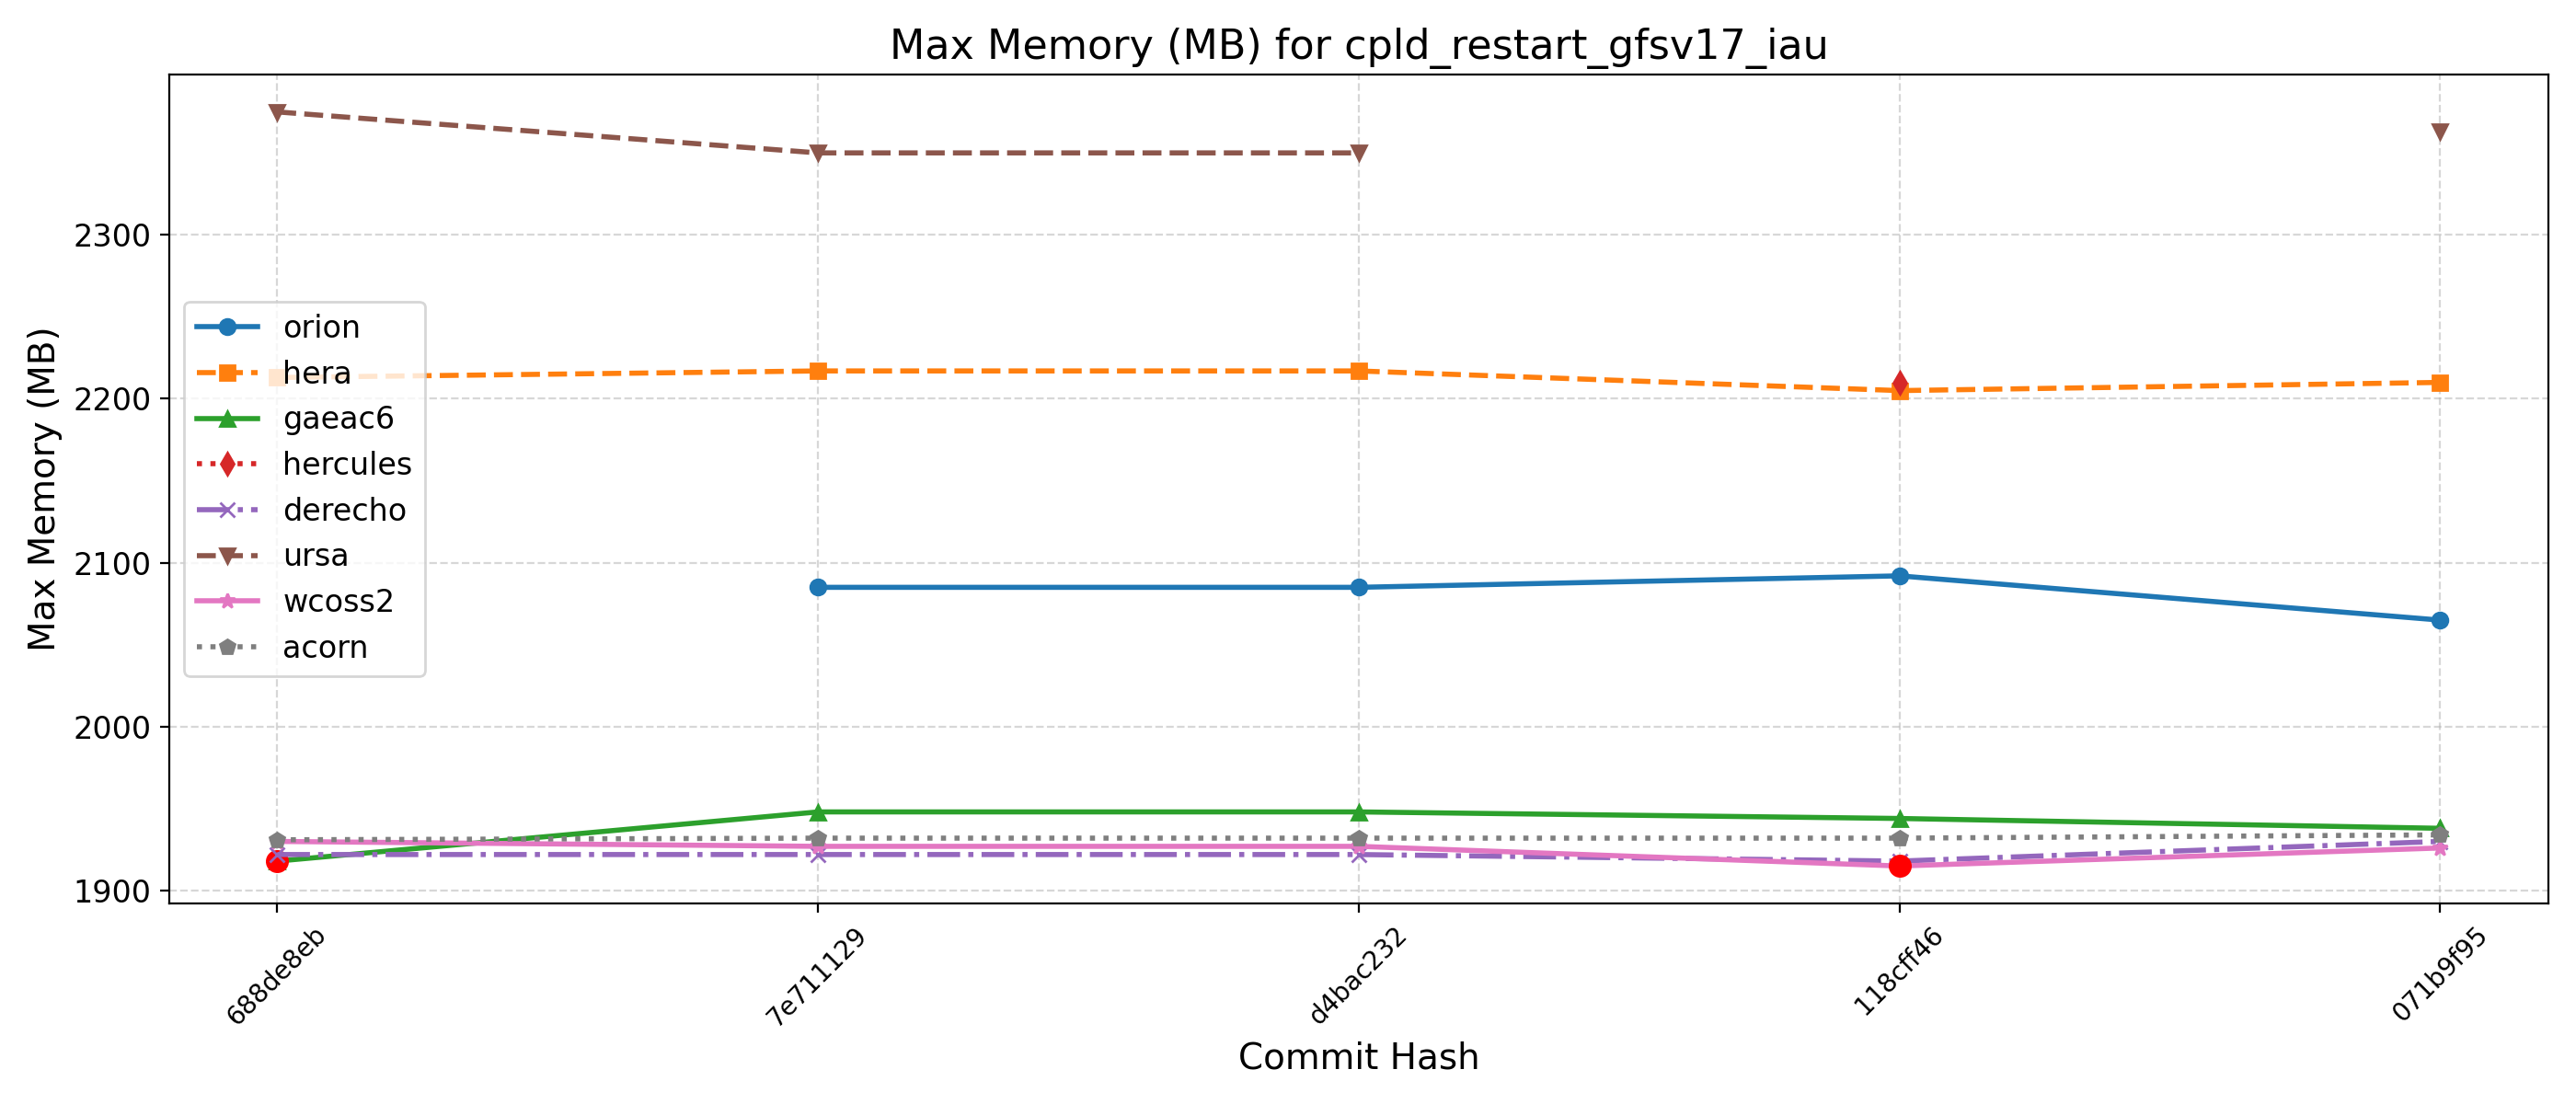 Max Memory (MB) for cpld_restart_gfsv17_iau
Max Memory (MB)
2300
2200
2100
2000
1900
orion
hera
gaeac6
hercules
derecho
ursa
wcoss2
acorn
688de8eb
7e711129
d4bac232
118cff46
071b9f95
Commit Hash